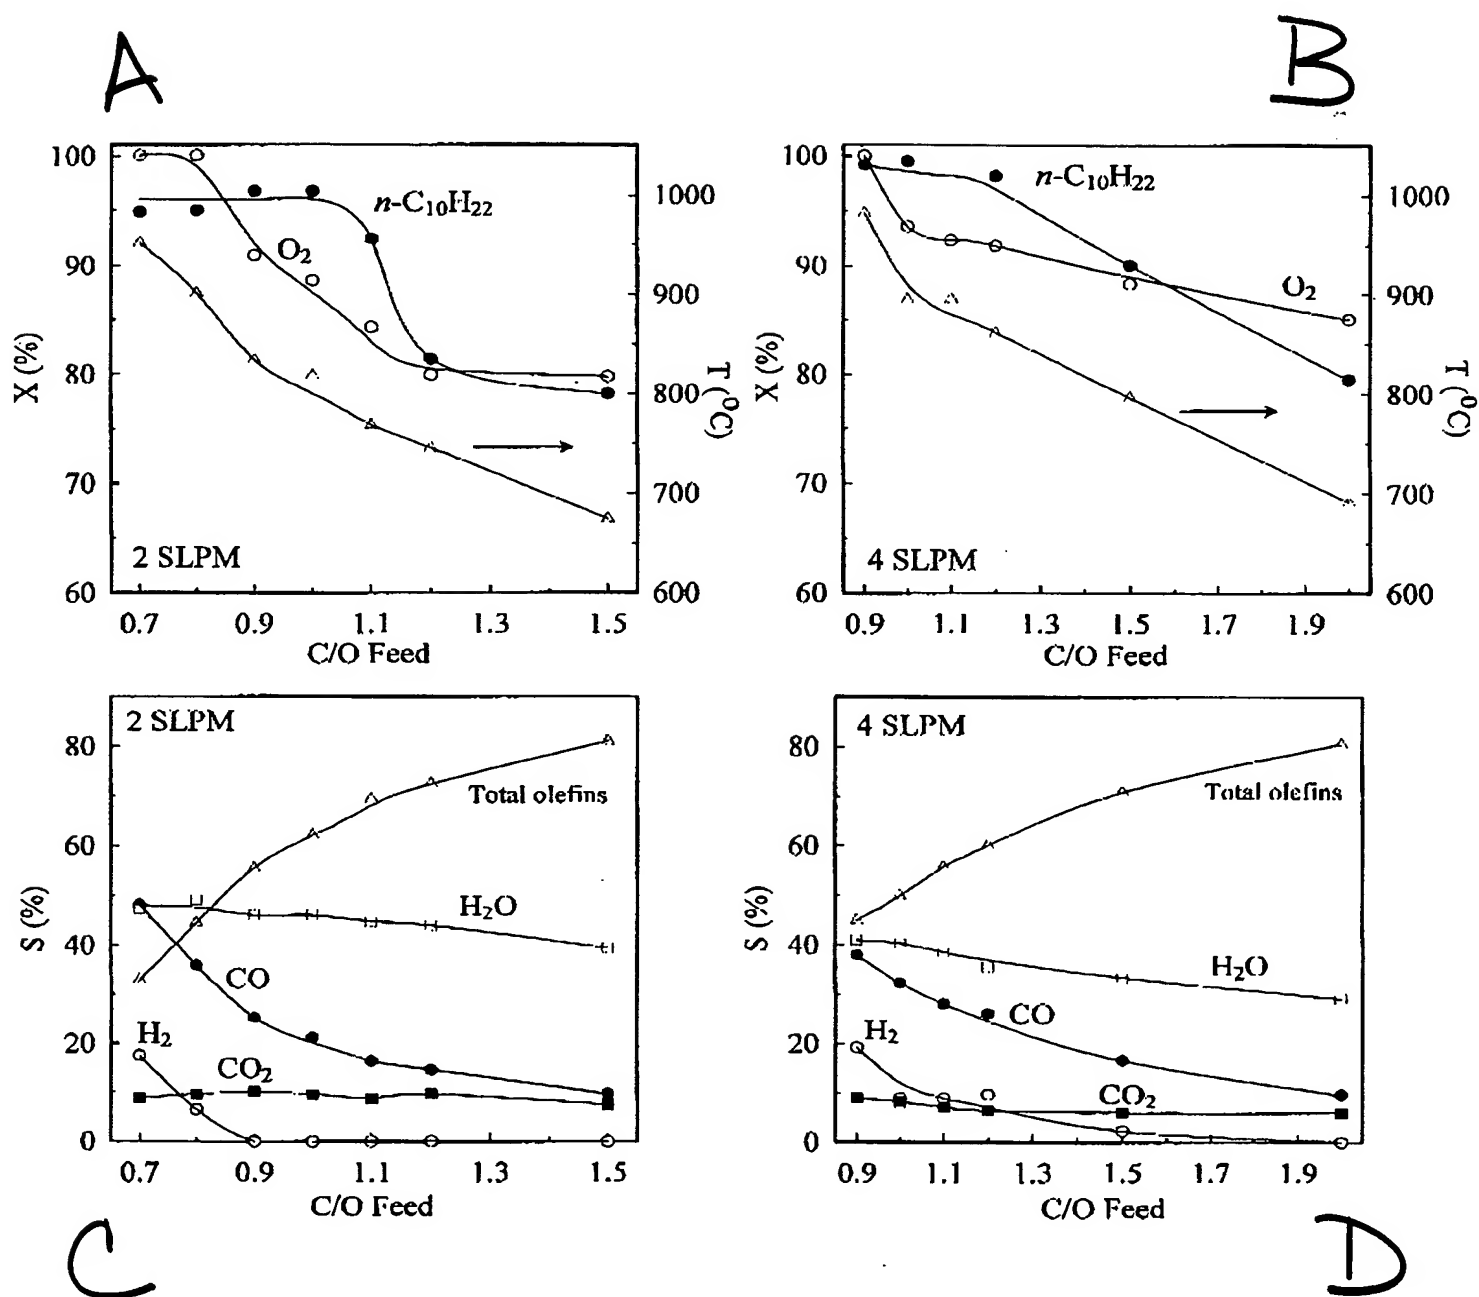 A
B
100
90
80
70
60
X (%)
n-C₁₀H₂₂
O₂
2 SLPM
1000
900
800
700
600
T (⁰C)
0.7 0.9 1.1 1.3 1.5
C/O Feed
100
90
80
70
60
X (%)
n-C₁₀H₂₂
O₂
4 SLPM
1000
900
800
700
600
T (⁰C)
0.9 1.1 1.3 1.5 1.7 1.9
C/O Feed
2 SLPM
80
60
40
20
0
S (%)
Total olefins
H₂O
CO
H₂
CO₂
0.7 0.9 1.1 1.3 1.5
C/O Feed
4 SLPM
80
60
40
20
0
S (%)
Total olefins
H₂O
CO
H₂
CO₂
0.9 1.1 1.3 1.5 1.7 1.9
C/O Feed
C
D